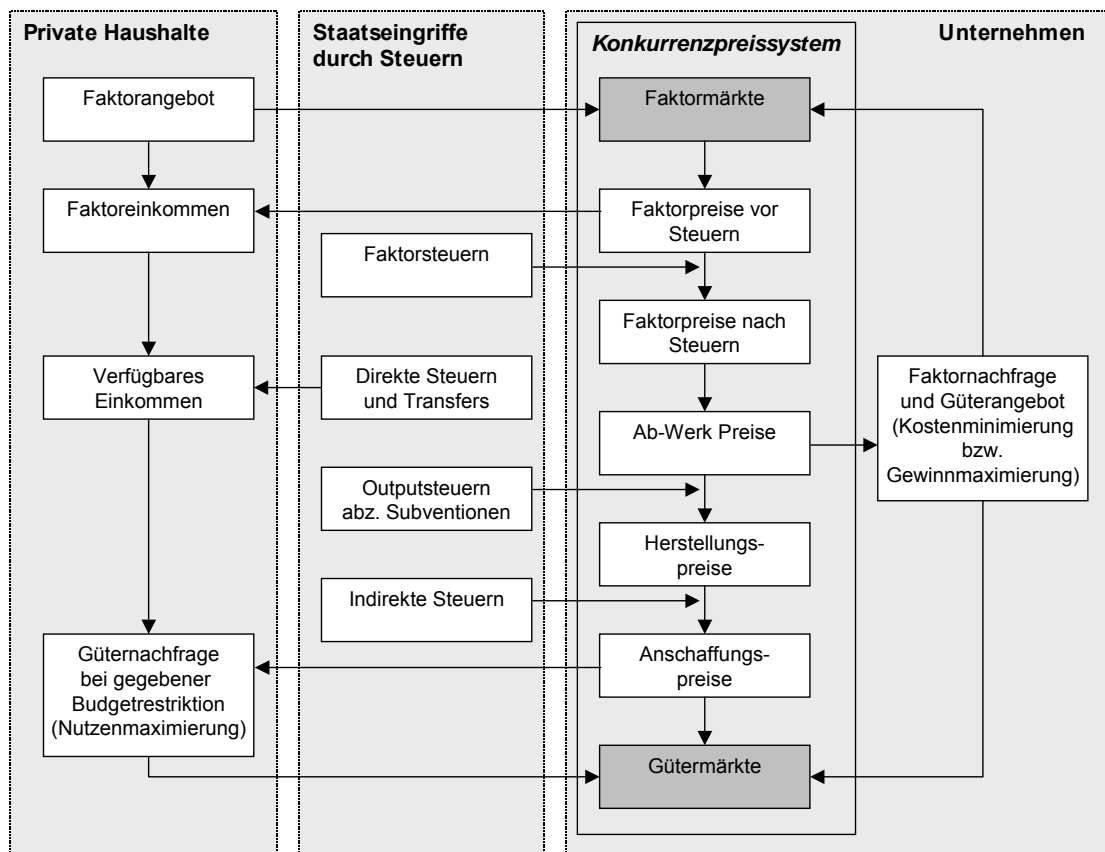 Private Haushalte
Staatseingriffe
durch Steuern
Konkurrenzpreissystem
Unternehmen
Faktorangebot
Faktormärkte
Faktoreinkommen
Faktorpreise vor
Steuern
Faktorsteuern
Faktorpreise nach
Steuern
Verfügbares
Einkommen
Direkte Steuern
und Transfers
Faktornachfrage
und Güterangebot
(Kostenminimierung
bzw.
Gewinnmaximierung)
Ab-Werk Preise
Outputsteuern
abz. Subventionen
Herstellungs-
preise
Indirekte Steuern
Güternachfrage
bei gegebener
Budgetrestriktion
(Nutzenmaximierung)
Anschaffungs-
preise
Gütermärkte